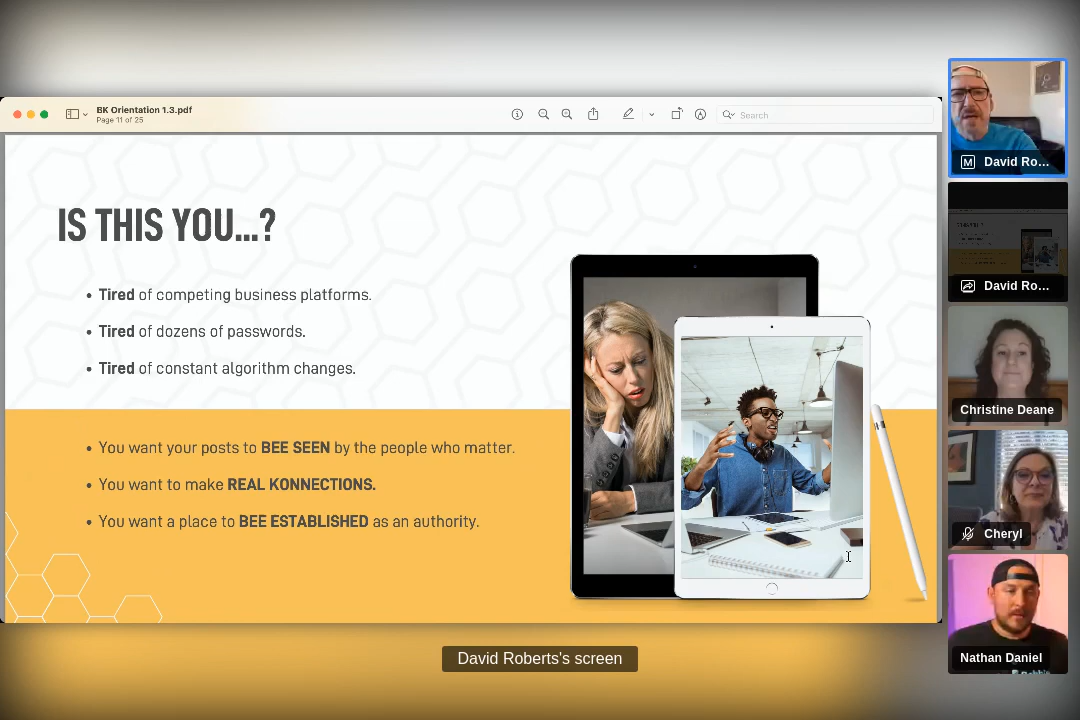 BK Orientation 1.3.pdf
Page 11 of 25
Search
IS THIS YOU...?
• Tired of competing business platforms.
• Tired of dozens of passwords.
• Tired of constant algorithm changes.
• You want your posts to BEE SEEN by the people who matter.
• You want to make REAL KONNECTIONS.
• You want a place to BEE ESTABLISHED as an authority.
David Roberts's screen
M David Ro...
David Ro...
Christine Deane
Cheryl
Nathan Daniel